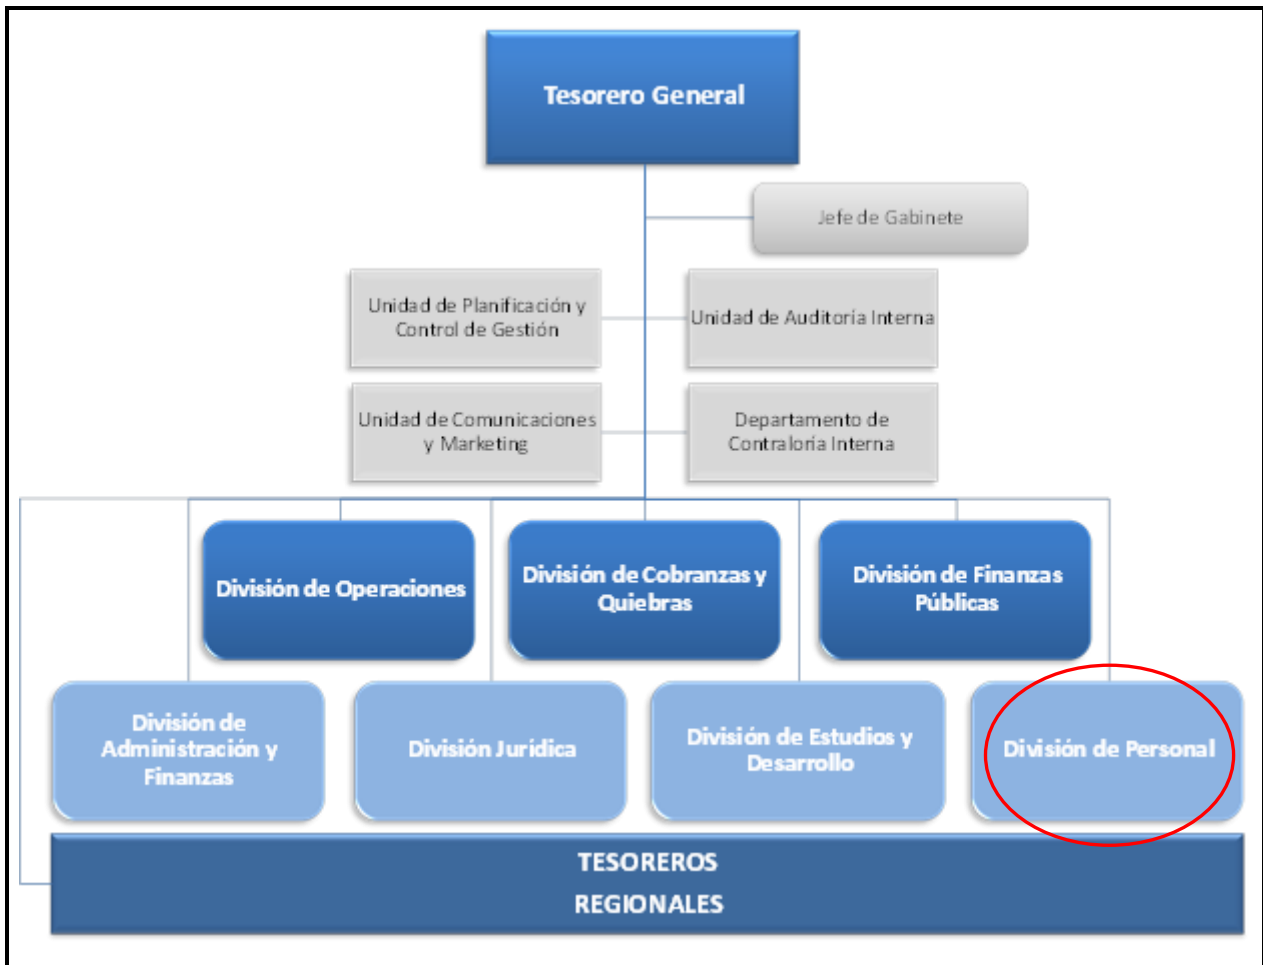 Tesorero General
Jefe de Gabinete
Unidad de Planificación y
Control de Gestión
Unidad de Auditoría Interna
Unidad de Comunicaciones
y Marketing
Departamento de
Contraloría Interna
División de Operaciones
División de Cobranzas y
Quiebras
División de Finanzas
Públicas
División de
Administración y
Finanzas
División Jurídica
División de Estudios y
Desarrollo
División de Personal
TESOREROS
REGIONALES